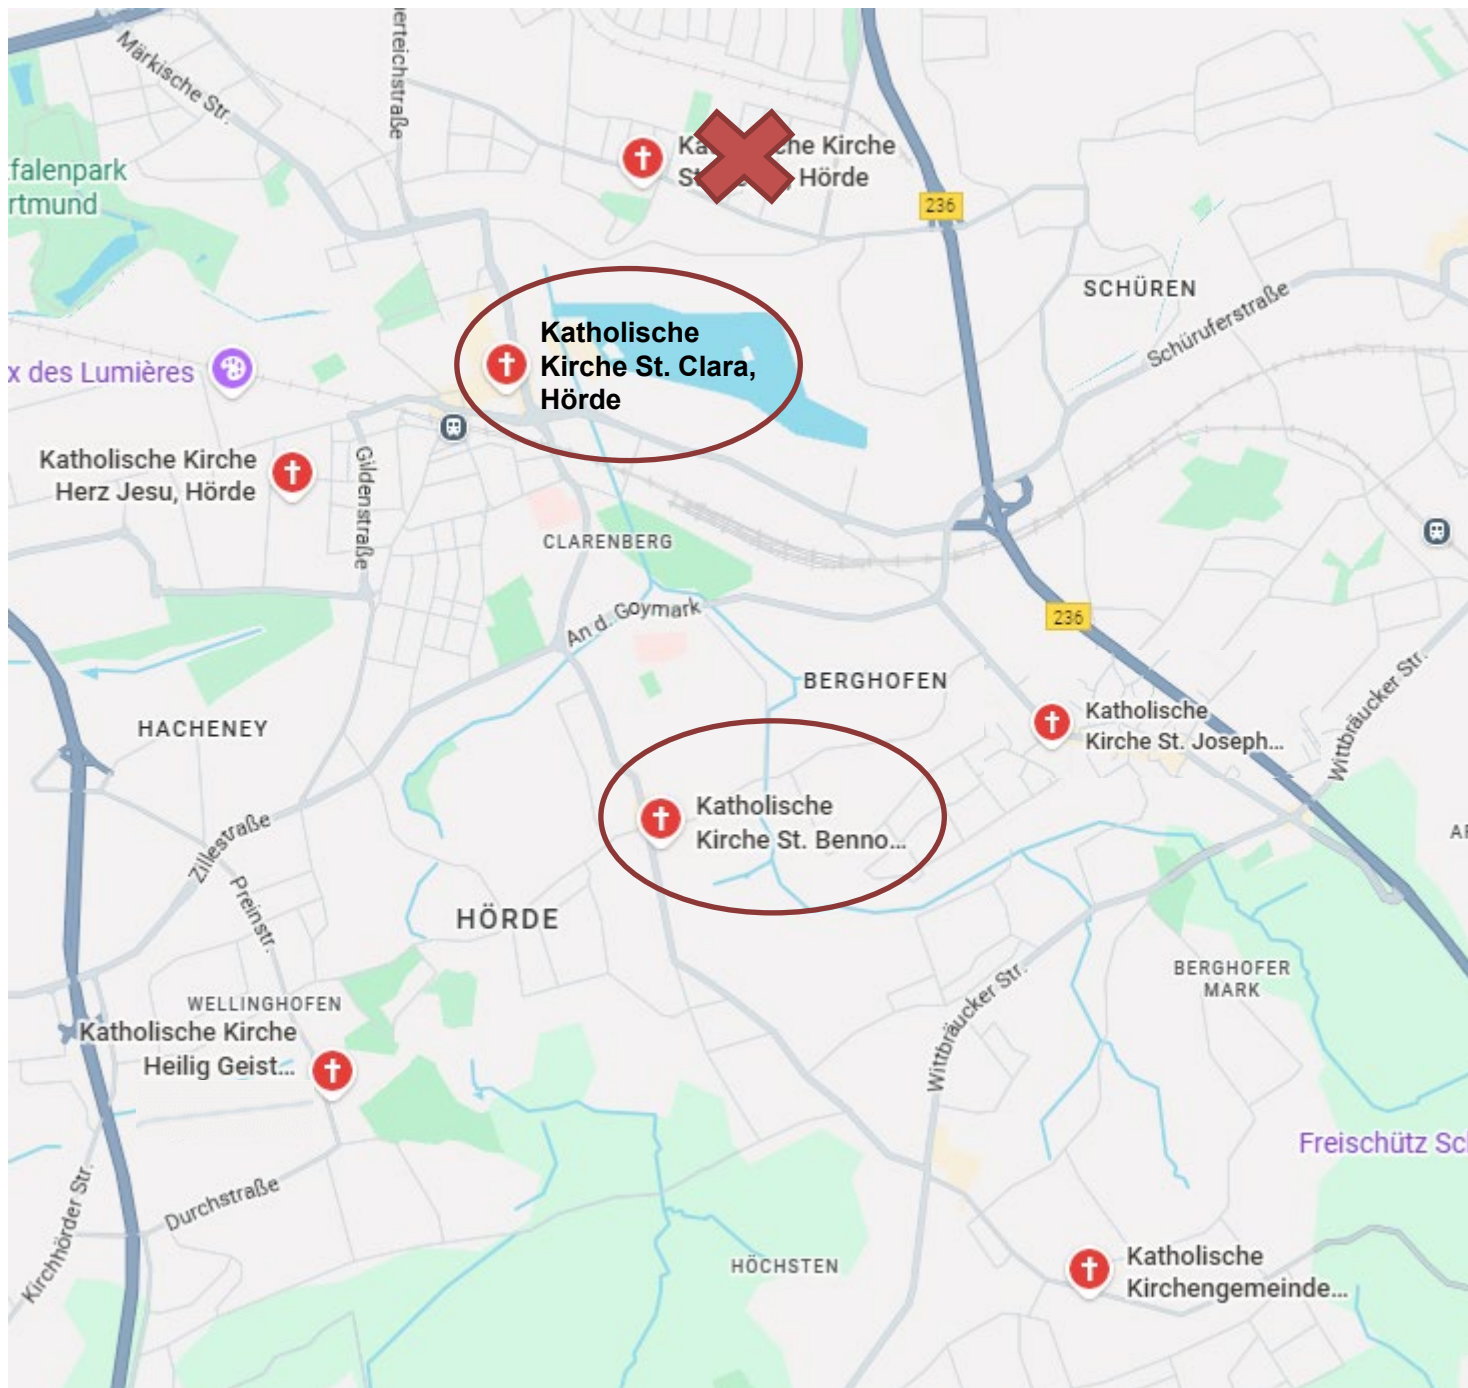 Märkische Str.
erteichstraße
Ka he Kirche
St , Hörde
falenpark
rtmund
236
SCHÜREN
Schüruferstraße
Katholische
Kirche St. Clara,
Hörde
x des Lumières
Katholische Kirche
Herz Jesu, Hörde
Gildenstraße
CLARENBERG
An d. Goymark
236
BERGHOFEN
Wittbräucker Str.
HACHENEY
Katholische
Kirche St. Joseph...
Katholische
Kirche St. Benno...
Zillestraße
Preinstr.
HÖRDE
BERGHOFER
MARK
Wittbräucker Str.
WELLINGHOFEN
Katholische Kirche
Heilig Geist...
Freischütz Sc
Kirchhörder Str.
Durchstraße
HÖCHSTEN
Katholische
Kirchengemeinde...